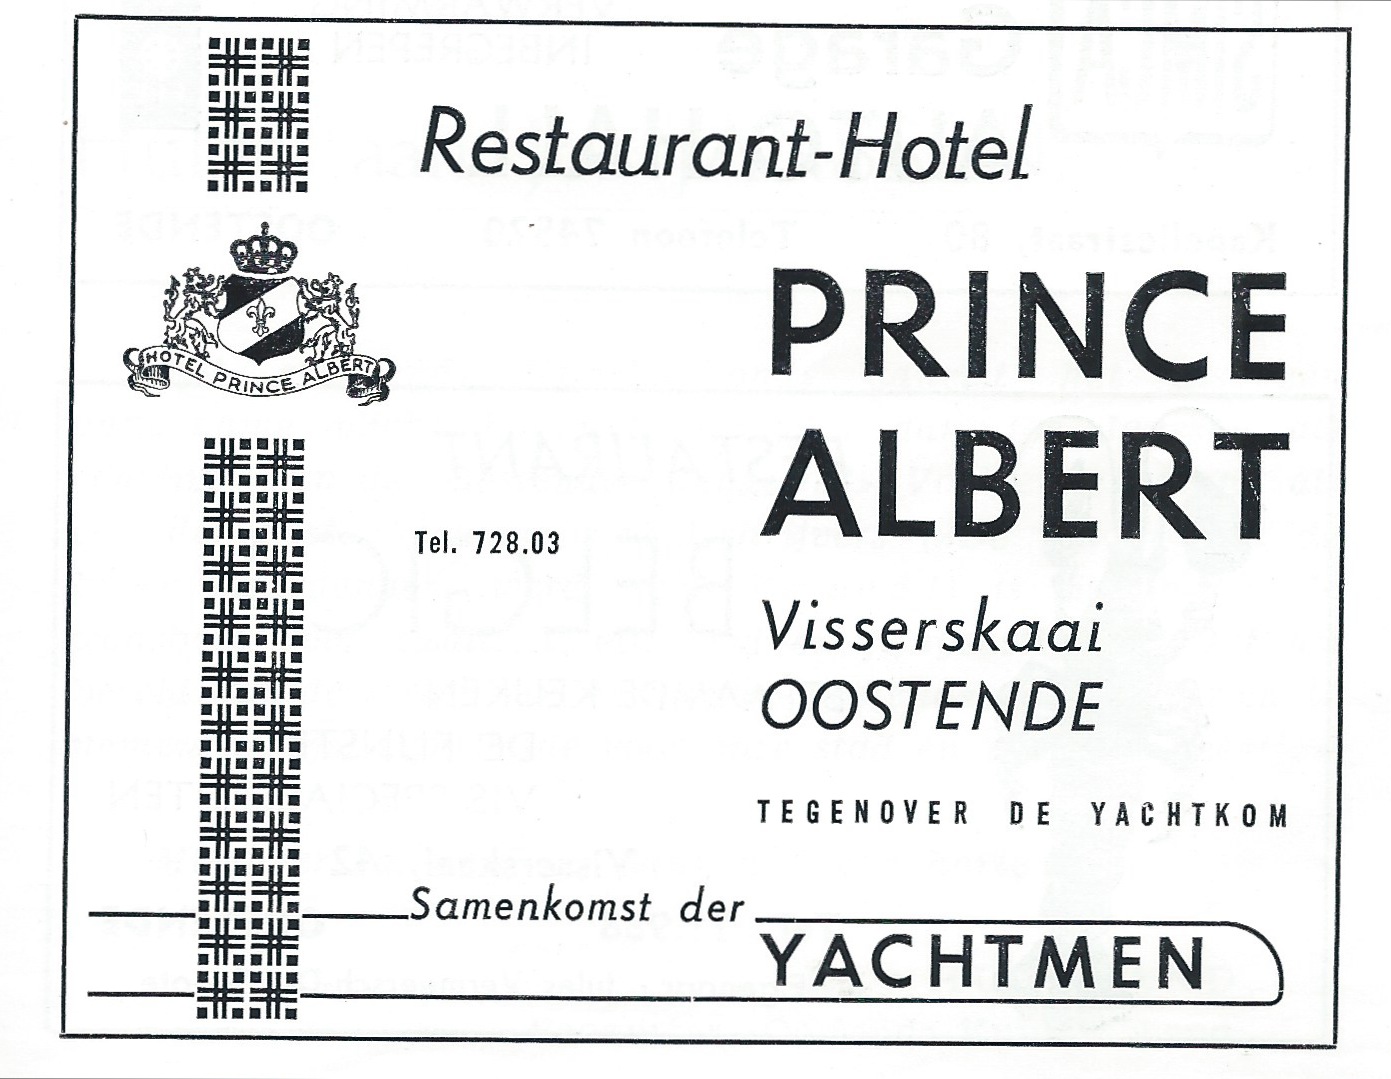 Restaurant-Hotel
HOTEL PRINCE ALBERT
PRINCE
ALBERT
Tel. 728.03
Visserskaai
OOSTENDE
TEGENOVER DE YACHTKOM
Samenkomst der
YACHTMEN